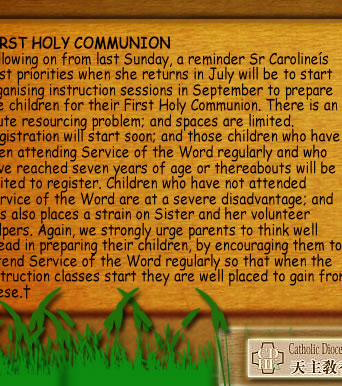 RST HOLY COMMUNION
llowing on from last Sunday, a reminder Sr Carolineís
st priorities when she returns in July will be to start
ganising instruction sessions in September to prepare
e children for their First Holy Communion. There is an
ute resourcing problem; and spaces are limited.
gistration will start soon; and those children who have
en attending Service of the Word regularly and who
ve reached seven years of age or thereabouts will be
ited to register. Children who have not attended
rvice of the Word are at a severe disadvantage; and
s also places a strain on Sister and her volunteer
lpers. Again, we strongly urge parents to think well
ead in preparing their children, by encouraging them to
tend Service of the Word regularly so that when the
struction classes start they are well placed to gain from
ese.†
Catholic Dioce
天主教